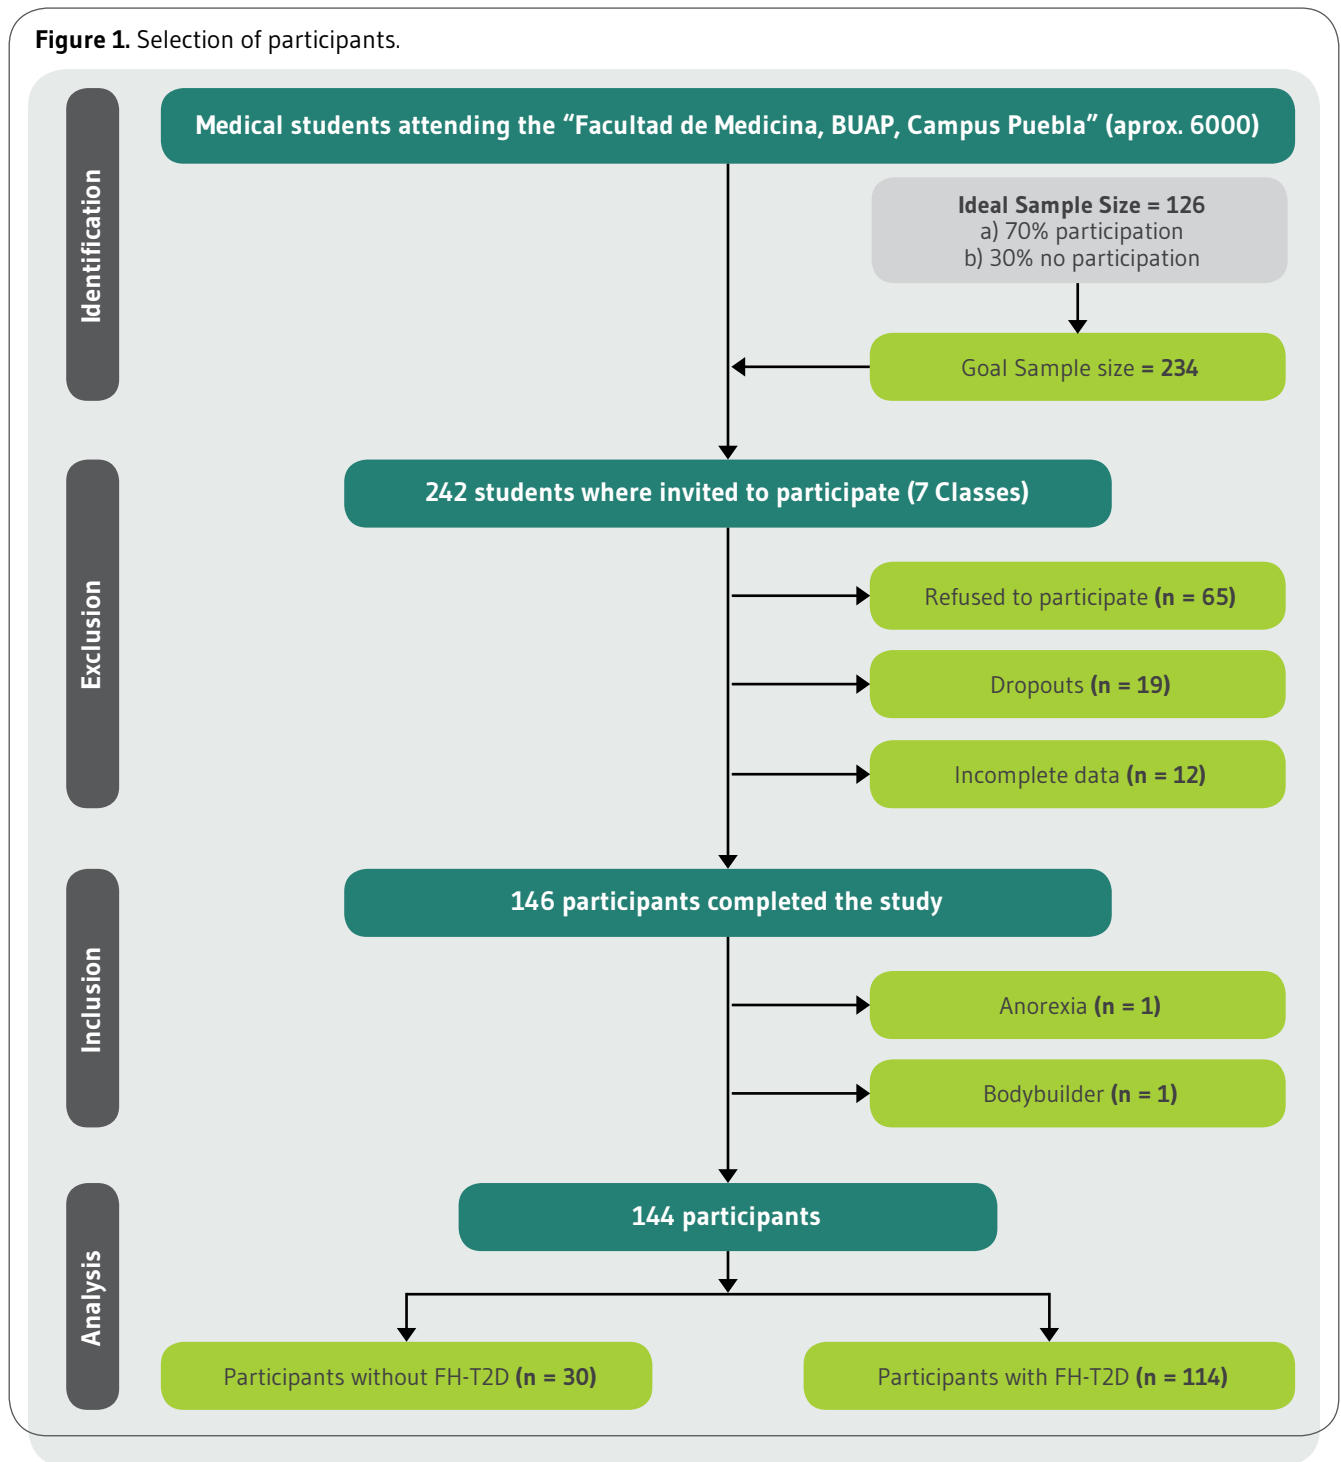 Figure 1. Selection of participants.
Identification
Medical students attending the “Facultad de Medicina, BUAP, Campus Puebla” (aprox. 6000)
Ideal Sample Size = 126
a) 70% participation
b) 30% no participation
Goal Sample size = 234
Exclusion
242 students where invited to participate (7 Classes)
Refused to participate (n = 65)
Dropouts (n = 19)
Incomplete data (n = 12)
Inclusion
146 participants completed the study
Anorexia (n = 1)
Bodybuilder (n = 1)
Analysis
144 participants
Participants without FH-T2D (n = 30)
Participants with FH-T2D (n = 114)